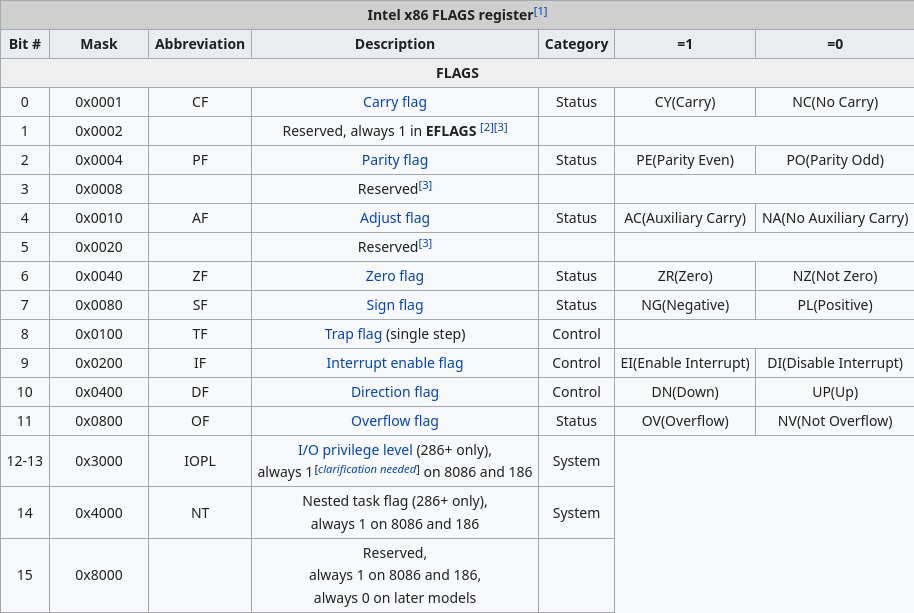 Intel x86 FLAGS register[1]
Bit # Mask Abbreviation Description Category =1 =0
FLAGS
0 0x0001 CF Carry flag Status CY(Carry) NC(No Carry)
1 0x0002 Reserved, always 1 in EFLAGS [2][3]
2 0x0004 PF Parity flag Status PE(Parity Even) PO(Parity Odd)
3 0x0008 Reserved[3]
4 0x0010 AF Adjust flag Status AC(Auxiliary Carry) NA(No Auxiliary Carry)
5 0x0020 Reserved[3]
6 0x0040 ZF Zero flag Status ZR(Zero) NZ(Not Zero)
7 0x0080 SF Sign flag Status NG(Negative) PL(Positive)
8 0x0100 TF Trap flag (single step) Control
9 0x0200 IF Interrupt enable flag Control EI(Enable Interrupt) DI(Disable Interrupt)
10 0x0400 DF Direction flag Control DN(Down) UP(Up)
11 0x0800 OF Overflow flag Status OV(Overflow) NV(Not Overflow)
12-13 0x3000 IOPL I/O privilege level (286+ only),
always 1[clarification needed] on 8086 and 186 System
14 0x4000 NT Nested task flag (286+ only),
always 1 on 8086 and 186 System
15 0x8000 Reserved,
always 1 on 8086 and 186,
always 0 on later models